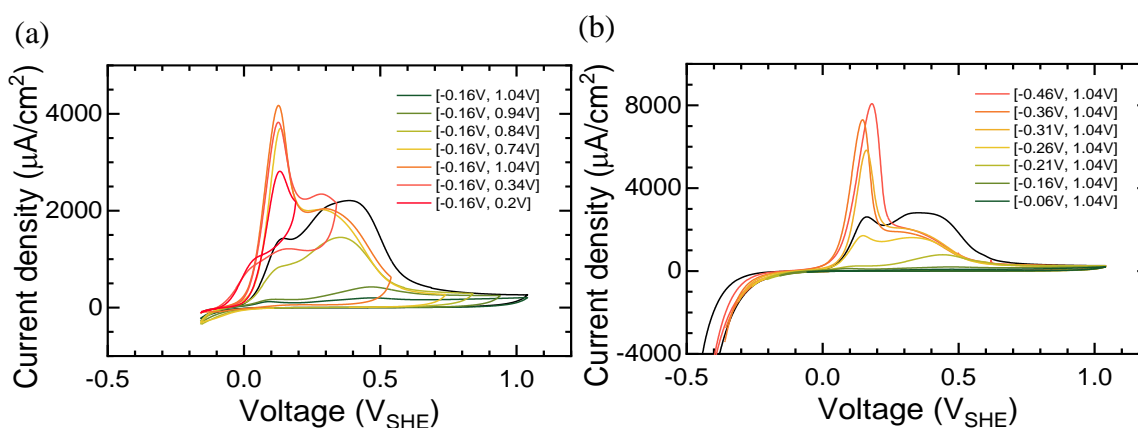 (a)
Current density (μA/cm²)
4000
2000
0
-0.5
0.0
0.5
1.0
Voltage (V_SHE)
[-0.16V, 1.04V]
[-0.16V, 0.94V]
[-0.16V, 0.84V]
[-0.16V, 0.74V]
[-0.16V, 1.04V]
[-0.16V, 0.34V]
[-0.16V, 0.2V]
(b)
Current density (μA/cm²)
8000
4000
0
-4000
-0.5
0.0
0.5
1.0
Voltage (V_SHE)
[-0.46V, 1.04V]
[-0.36V, 1.04V]
[-0.31V, 1.04V]
[-0.26V, 1.04V]
[-0.21V, 1.04V]
[-0.16V, 1.04V]
[-0.06V, 1.04V]